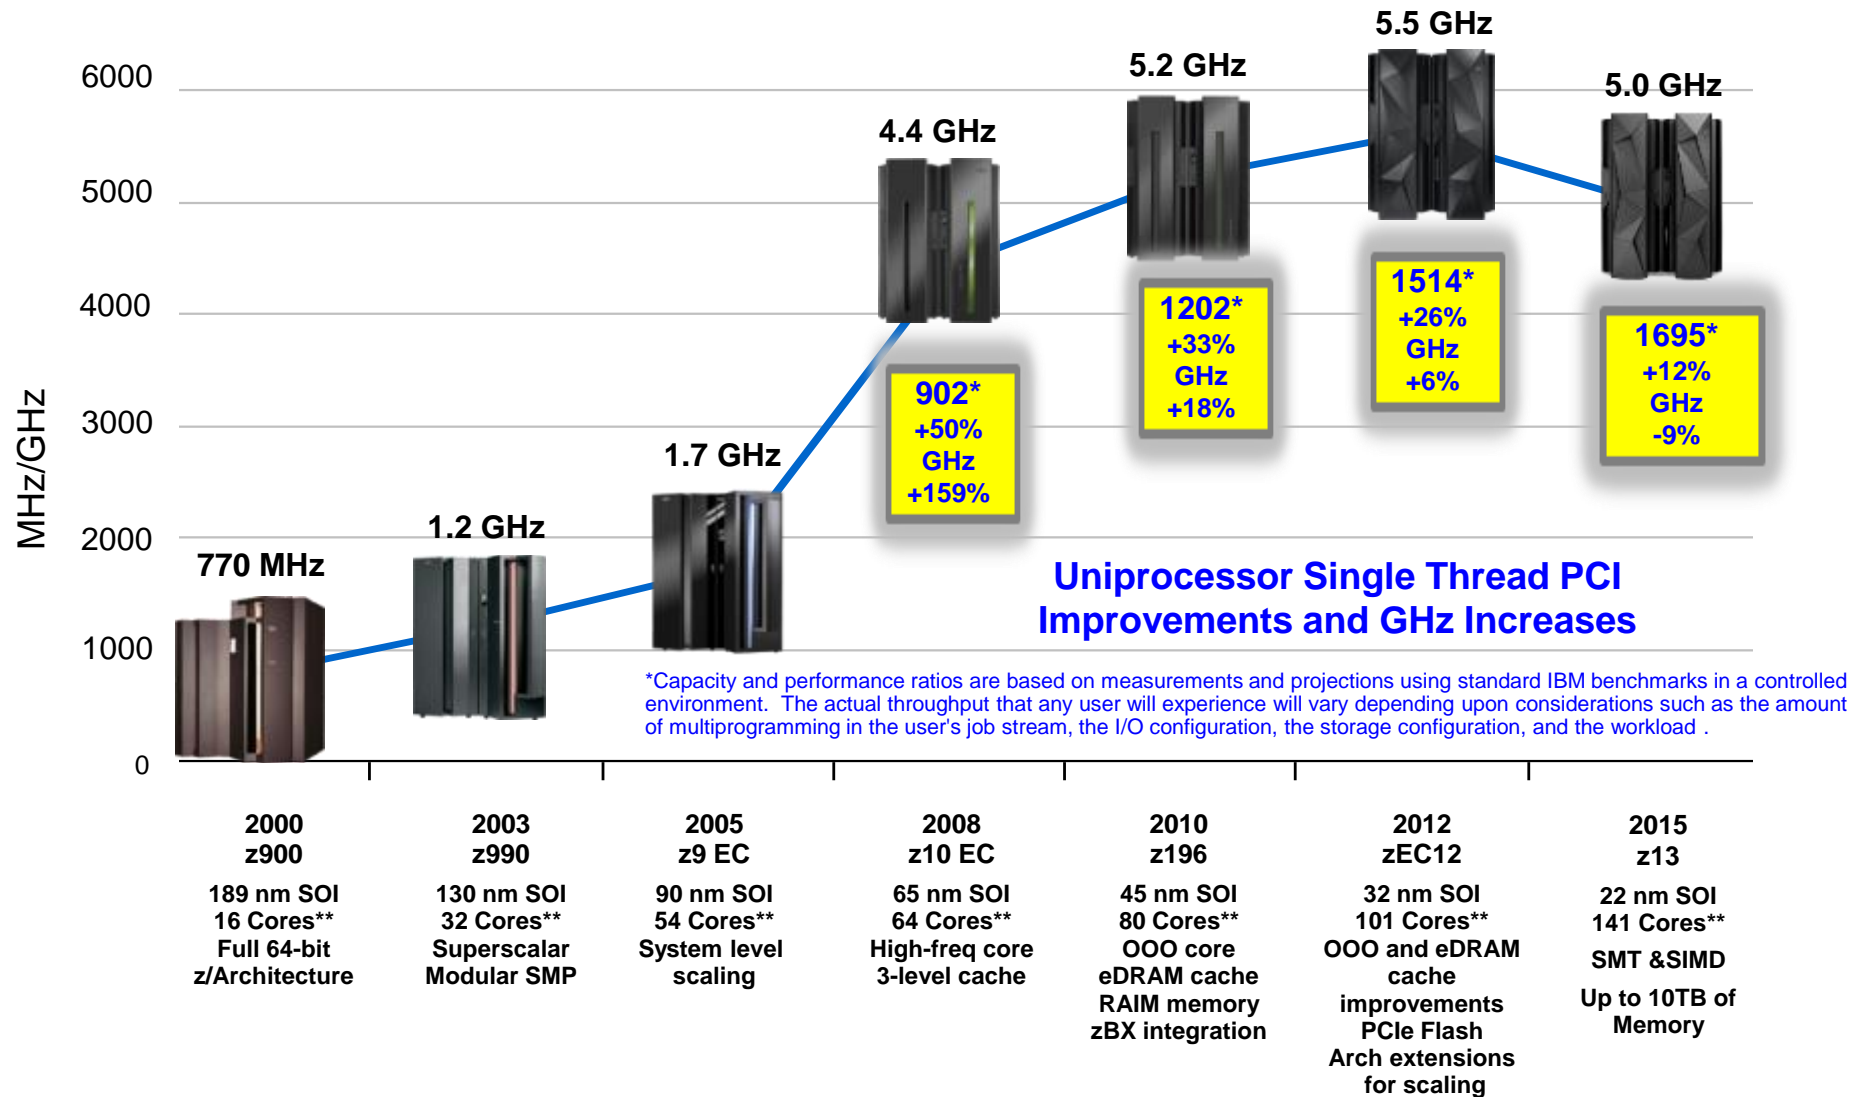 5.5 GHz
5.2 GHz
5.0 GHz
4.4 GHz
1.7 GHz
1.2 GHz
770 MHz
MHz/GHz
6000
5000
4000
3000
2000
1000
0
902*
+50%
GHz
+159%
1202*
+33%
GHz
+18%
1514*
+26%
GHz
+6%
1695*
+12%
GHz
-9%
Uniprocessor Single Thread PCI
Improvements and GHz Increases
*Capacity and performance ratios are based on measurements and projections using standard IBM benchmarks in a controlled
environment. The actual throughput that any user will experience will vary depending upon considerations such as the amount
of multiprogramming in the user's job stream, the I/O configuration, the storage configuration, and the workload .
2000
z900
189 nm SOI
16 Cores**
Full 64-bit
z/Architecture
2003
z990
130 nm SOI
32 Cores**
Superscalar
Modular SMP
2005
z9 EC
90 nm SOI
54 Cores**
System level
scaling
2008
z10 EC
65 nm SOI
64 Cores**
High-freq core
3-level cache
2010
z196
45 nm SOI
80 Cores**
OOO core
eDRAM cache
RAIM memory
zBX integration
2012
zEC12
32 nm SOI
101 Cores**
OOO and eDRAM
cache
improvements
PCIe Flash
Arch extensions
for scaling
2015
z13
22 nm SOI
141 Cores**
SMT &SIMD
Up to 10TB of
Memory